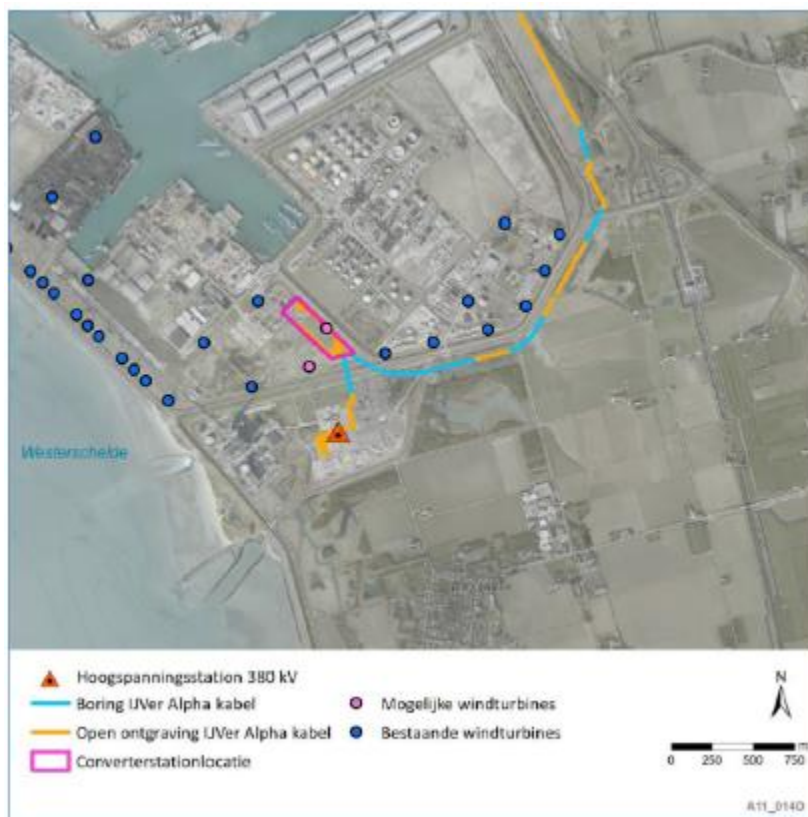 Westerschelde
Hoogspanningsstation 380 kV
Boring IJVer Alpha kabel
Open ontgraving IJVer Alpha kabel
Converterstationlocatie
Mogelijke windturbines
Bestaande windturbines
N
m
0 250 500 750
A11_014O